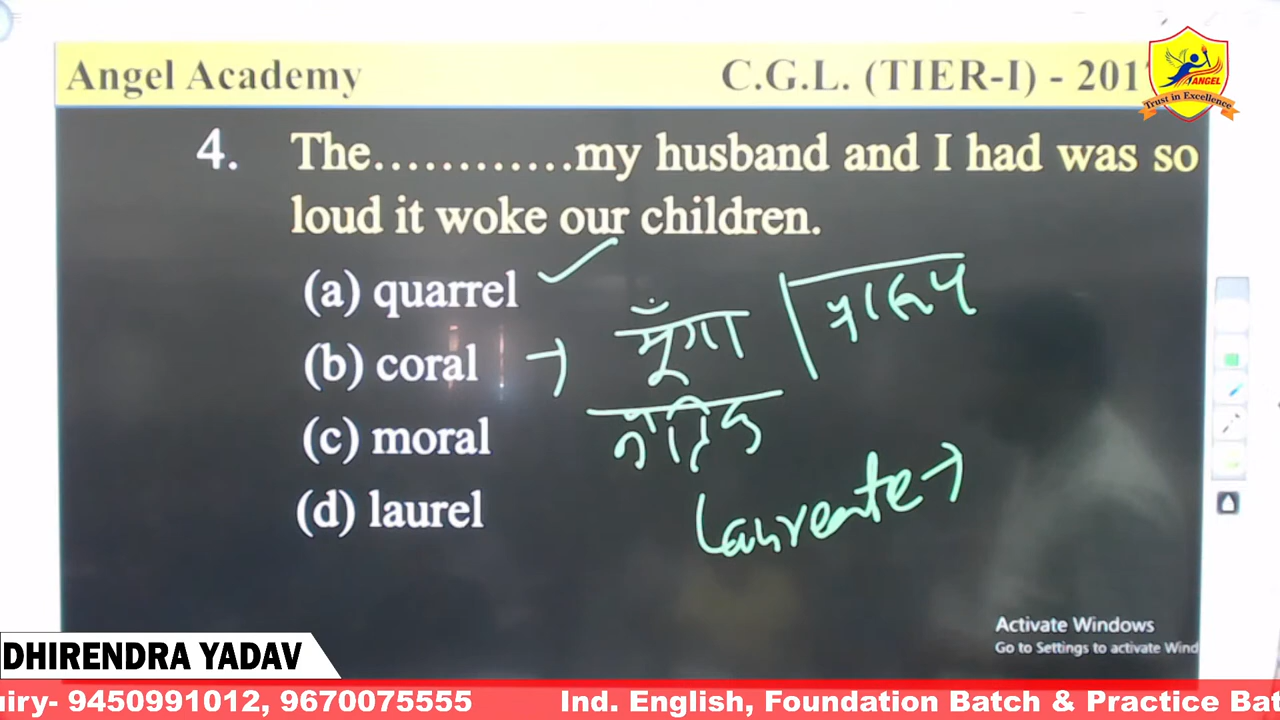 Angel Academy C.G.L. (TIER-I) - 201
ANGEL
Trust in Excellence
4. The............my husband and I had was so
loud it woke our children.
(a) quarrel ✓
(b) coral → मूँगा
(c) moral नैतिक
(d) laurel
Laureate →
Activate Windows
Go to Settings to activate Wind
DHIRENDRA YADAV
uiry- 9450991012, 9670075555 Ind. English, Foundation Batch & Practice Bat